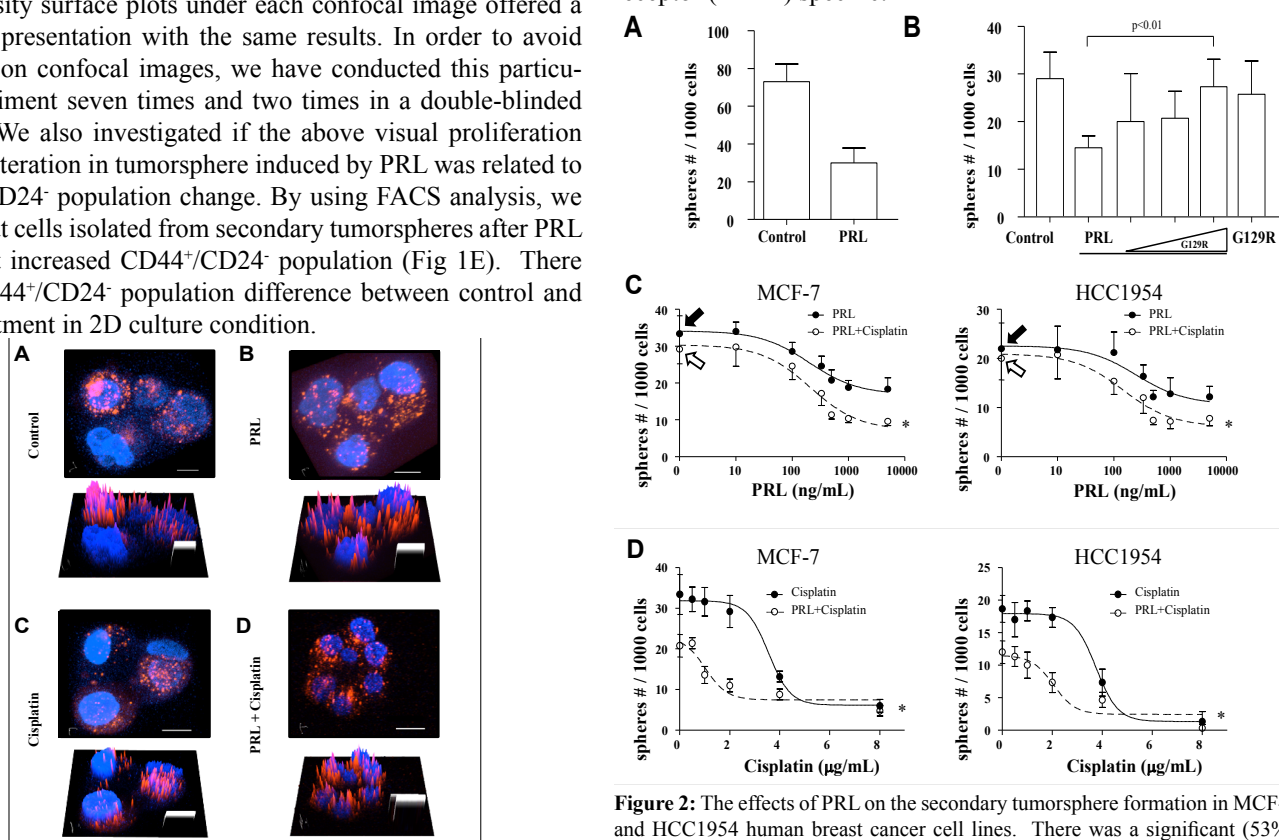 sity surface plots under each confocal image offered a
presentation with the same results. In order to avoid
on confocal images, we have conducted this particu-
iment seven times and two times in a double-blinded
We also investigated if the above visual proliferation
teration in tumorsphere induced by PRL was related to
D24- population change. By using FACS analysis, we
t cells isolated from secondary tumorspheres after PRL
t increased CD44+/CD24- population (Fig 1E). There
44+/CD24- population difference between control and
tment in 2D culture condition.
A
Control
B
PRL
C
Cisplatin
D
PRL + Cisplatin
A
spheres # / 1000 cells
100
80
60
40
20
0
Control
PRL
B
spheres # / 1000 cells
40
30
20
10
0
p<0.01
Control
PRL
G129R
G129R
C
MCF-7
spheres # / 1000 cells
40
30
20
10
0
PRL
PRL+Cisplatin
*
0 10 100 1000 10000
PRL (ng/mL)
HCC1954
spheres # / 1000 cells
30
20
10
0
PRL
PRL+Cisplatin
*
0 10 100 1000 10000
PRL (ng/mL)
D
MCF-7
spheres # / 1000 cells
40
30
20
10
0
Cisplatin
PRL+Cisplatin
*
0 2 4 6 8
Cisplatin (μg/mL)
HCC1954
spheres # / 1000 cells
25
20
15
10
5
0
Cisplatin
PRL+Cisplatin
*
0 2 4 6 8
Cisplatin (μg/mL)
Figure 2: The effects of PRL on the secondary tumorsphere formation in MCF-
and HCC1954 human breast cancer cell lines. There was a significant (53%